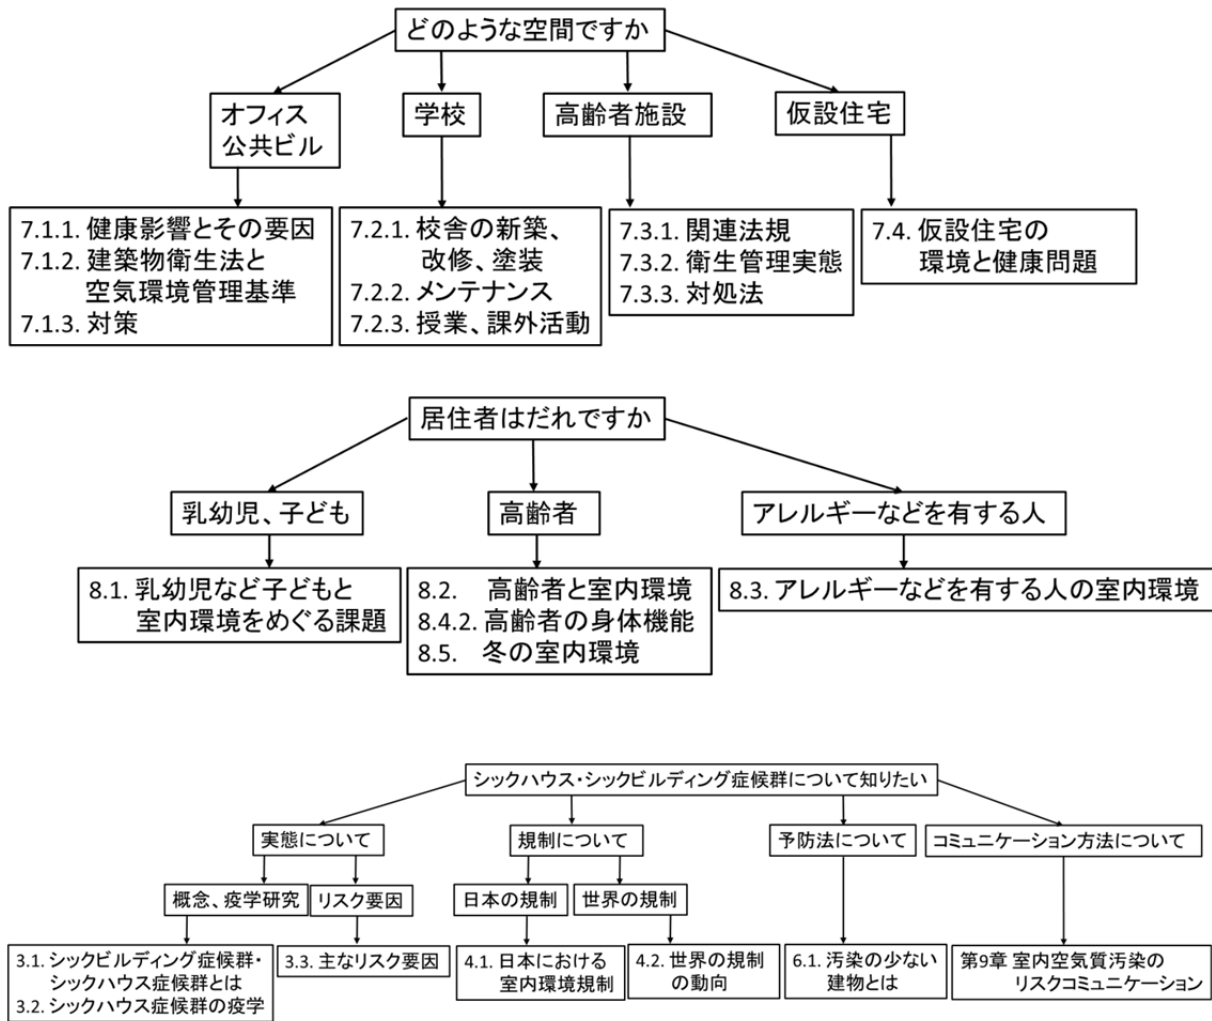 どのような空間ですか
オフィス
公共ビル
学校
高齢者施設
仮設住宅
7.1.1. 健康影響とその要因
7.1.2. 建築物衛生法と
空気環境管理基準
7.1.3. 対策
7.2.1. 校舎の新築、
改修、塗装
7.2.2. メンテナンス
7.2.3. 授業、課外活動
7.3.1. 関連法規
7.3.2. 衛生管理実態
7.3.3. 対処法
7.4. 仮設住宅の
環境と健康問題
居住者はだれですか
乳幼児、子ども
高齢者
アレルギーなどを有する人
8.1. 乳幼児など子どもと
室内環境をめぐる課題
8.2. 高齢者と室内環境
8.4.2. 高齢者の身体機能
8.5. 冬の室内環境
8.3. アレルギーなどを有する人の室内環境
シックハウス・シックビルディング症候群について知りたい
実態について
規制について
予防法について
コミュニケーション方法について
概念、疫学研究
リスク要因
日本の規制
世界の規制
3.1. シックビルディング症候群・
シックハウス症候群とは
3.2. シックハウス症候群の疫学
3.3. 主なリスク要因
4.1. 日本における
室内環境規制
4.2. 世界の規制
の動向
6.1. 汚染の少ない
建物とは
第9章 室内空気質汚染の
リスクコミュニケーション